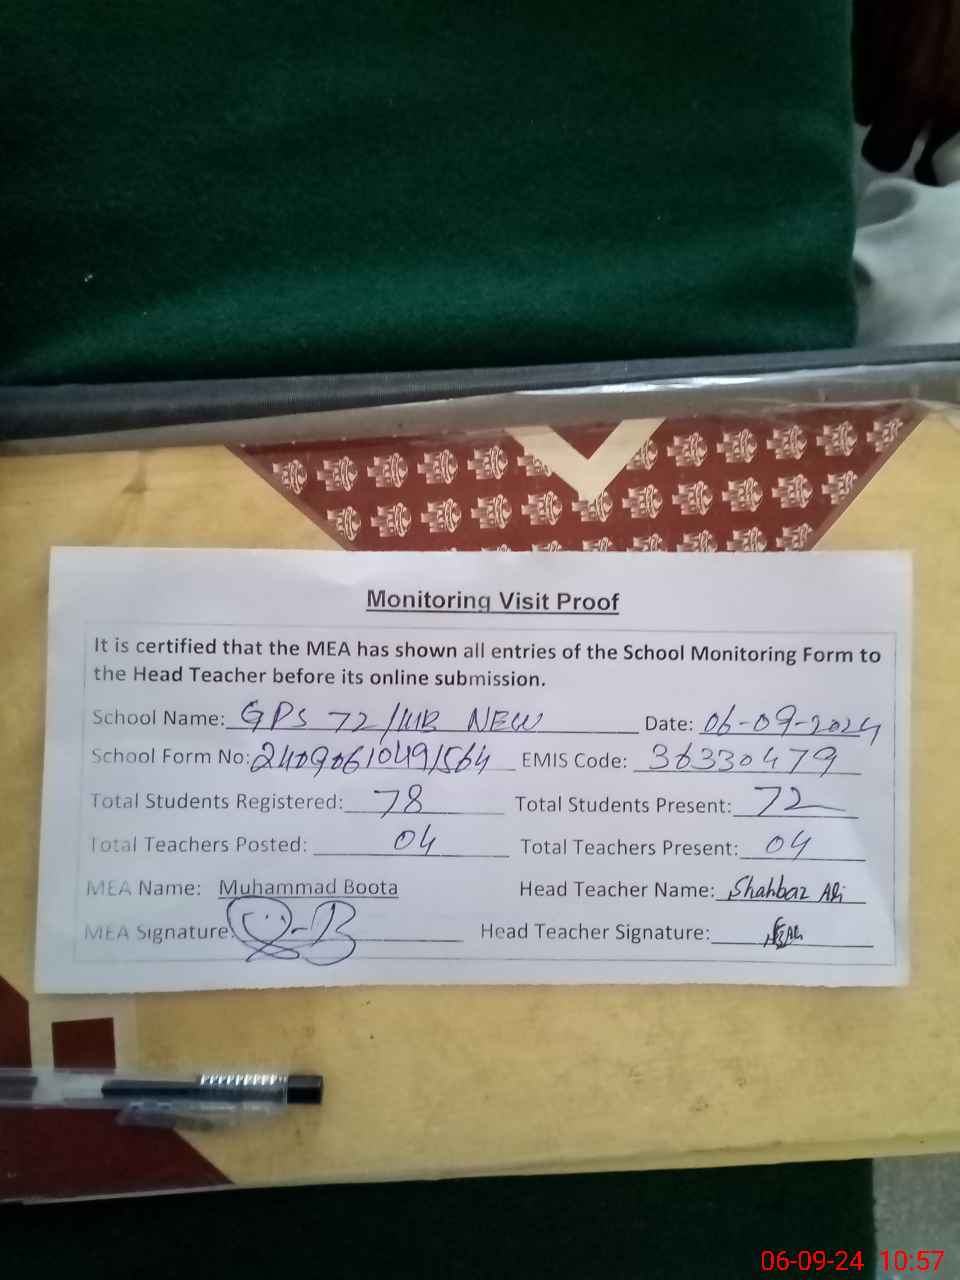 Monitoring Visit Proof
It is certified that the MEA has shown all entries of the School Monitoring Form to
the Head Teacher before its online submission.
School Name: GPS 72/ NEW Date: 06-09-2024
School Form No: EMIS Code: 36330479
Total Students Registered: 78 Total Students Present: 72
Total Teachers Posted: 04 Total Teachers Present: 04
MEA Name: Muhammad Boota Head Teacher Name: Shahbaz Ali
MEA Signature: Head Teacher Signature:
06-09-24 10:57